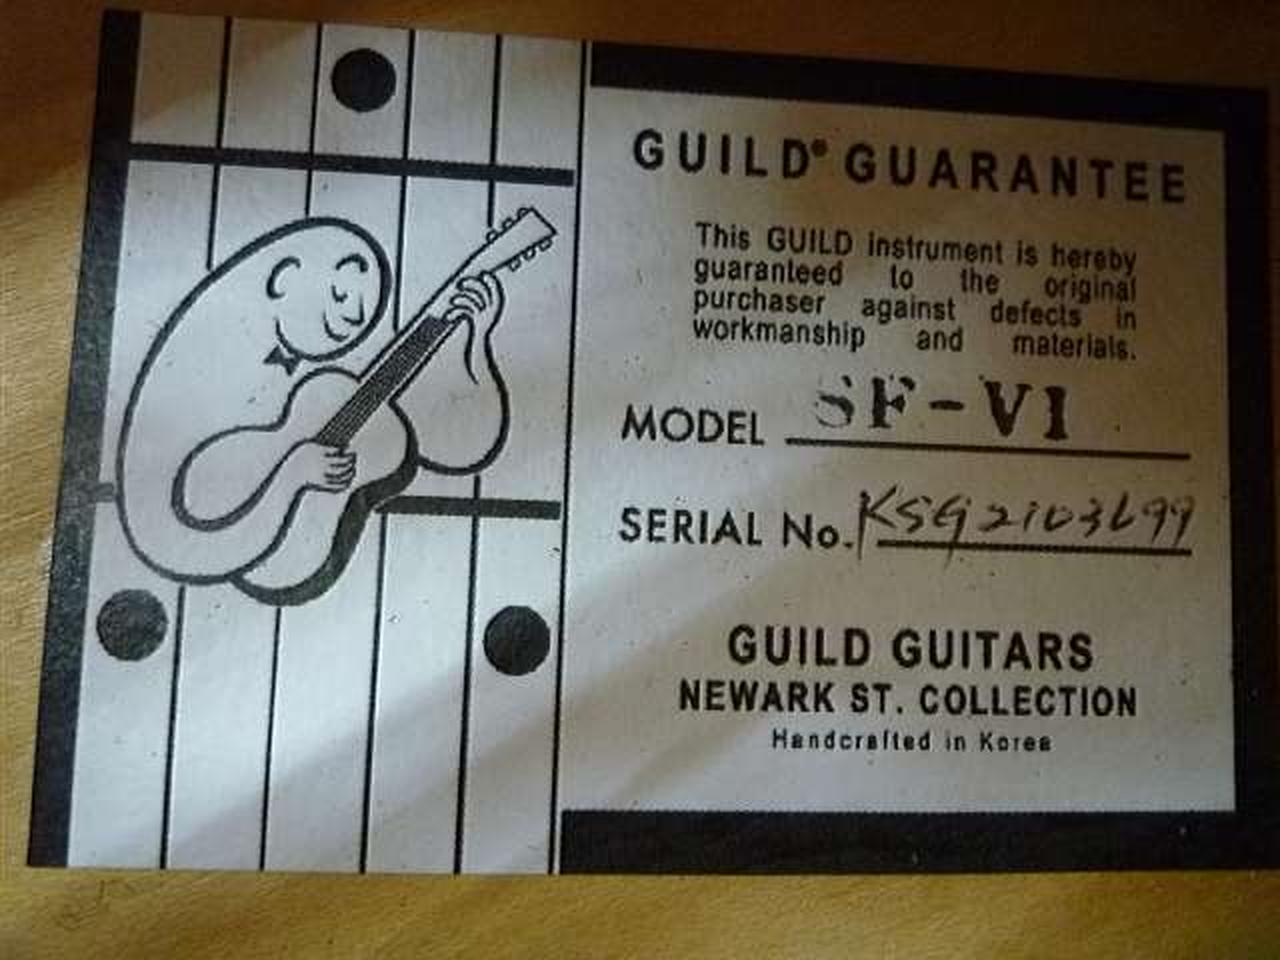 GUILD® GUARANTEE
This GUILD instrument is hereby
guaranteed to the original
purchaser against defects in
workmanship and materials.
MODEL SF-VI
SERIAL No. KSG2103699
GUILD GUITARS
NEWARK ST. COLLECTION
Handcrafted in Korea